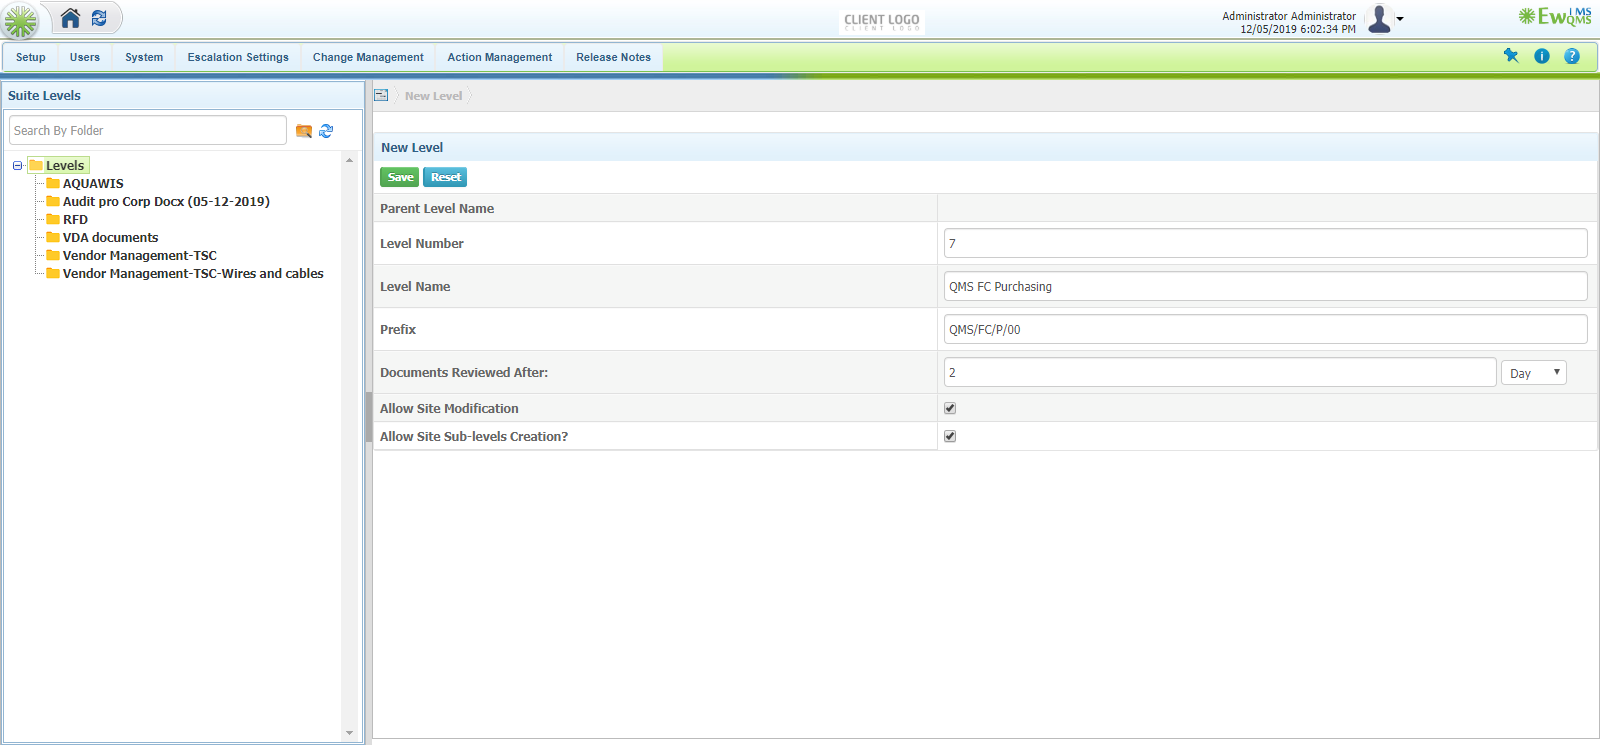 CLIENT LOGO
CLIENT LOGO
Administrator Administrator
12/05/2019 6:02:34 PM
EwQMS IMS
Setup Users System Escalation Settings Change Management Action Management Release Notes
Suite Levels
Search By Folder
Levels
AQUAWIS
Audit pro Corp Docx (05-12-2019)
RFD
VDA documents
Vendor Management-TSC
Vendor Management-TSC-Wires and cables
New Level
New Level
Save Reset
Parent Level Name
Level Number 7
Level Name QMS FC Purchasing
Prefix QMS/FC/P/00
Documents Reviewed After: 2 Day
Allow Site Modification
Allow Site Sub-levels Creation?